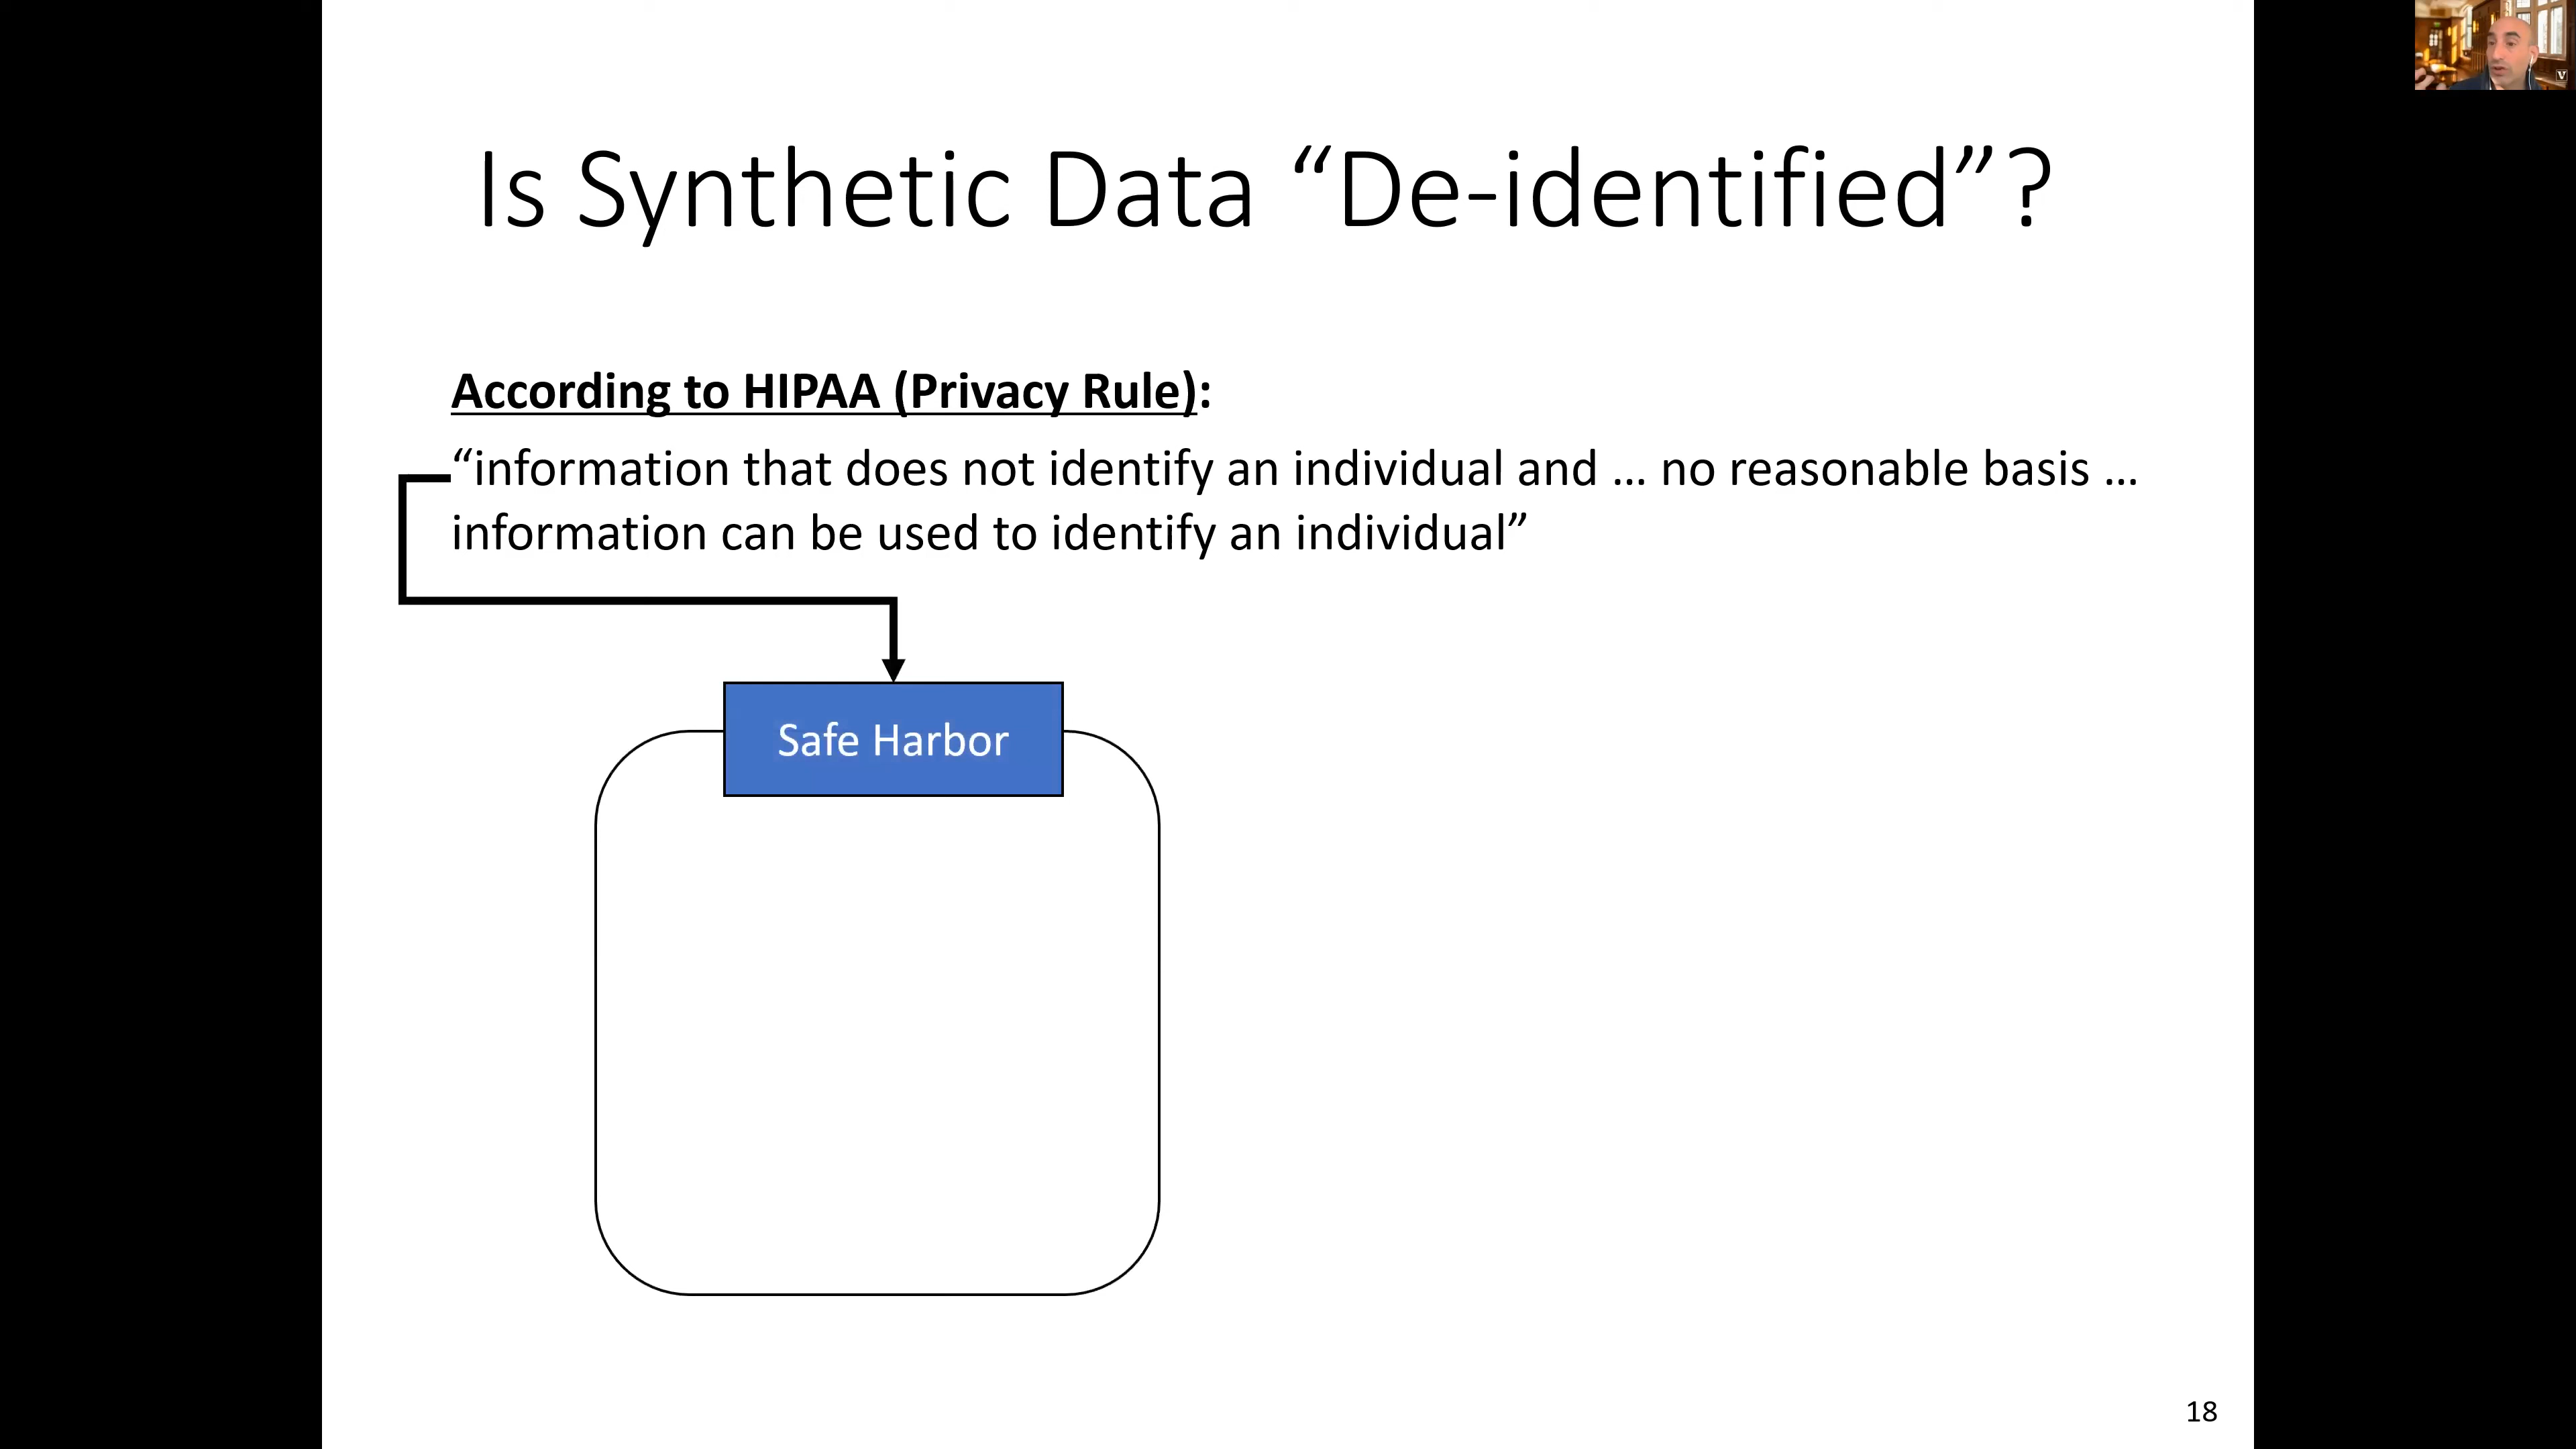 Is Synthetic Data “De-identified”?
According to HIPAA (Privacy Rule):
“information that does not identify an individual and … no reasonable basis …
information can be used to identify an individual”
Safe Harbor
18
V